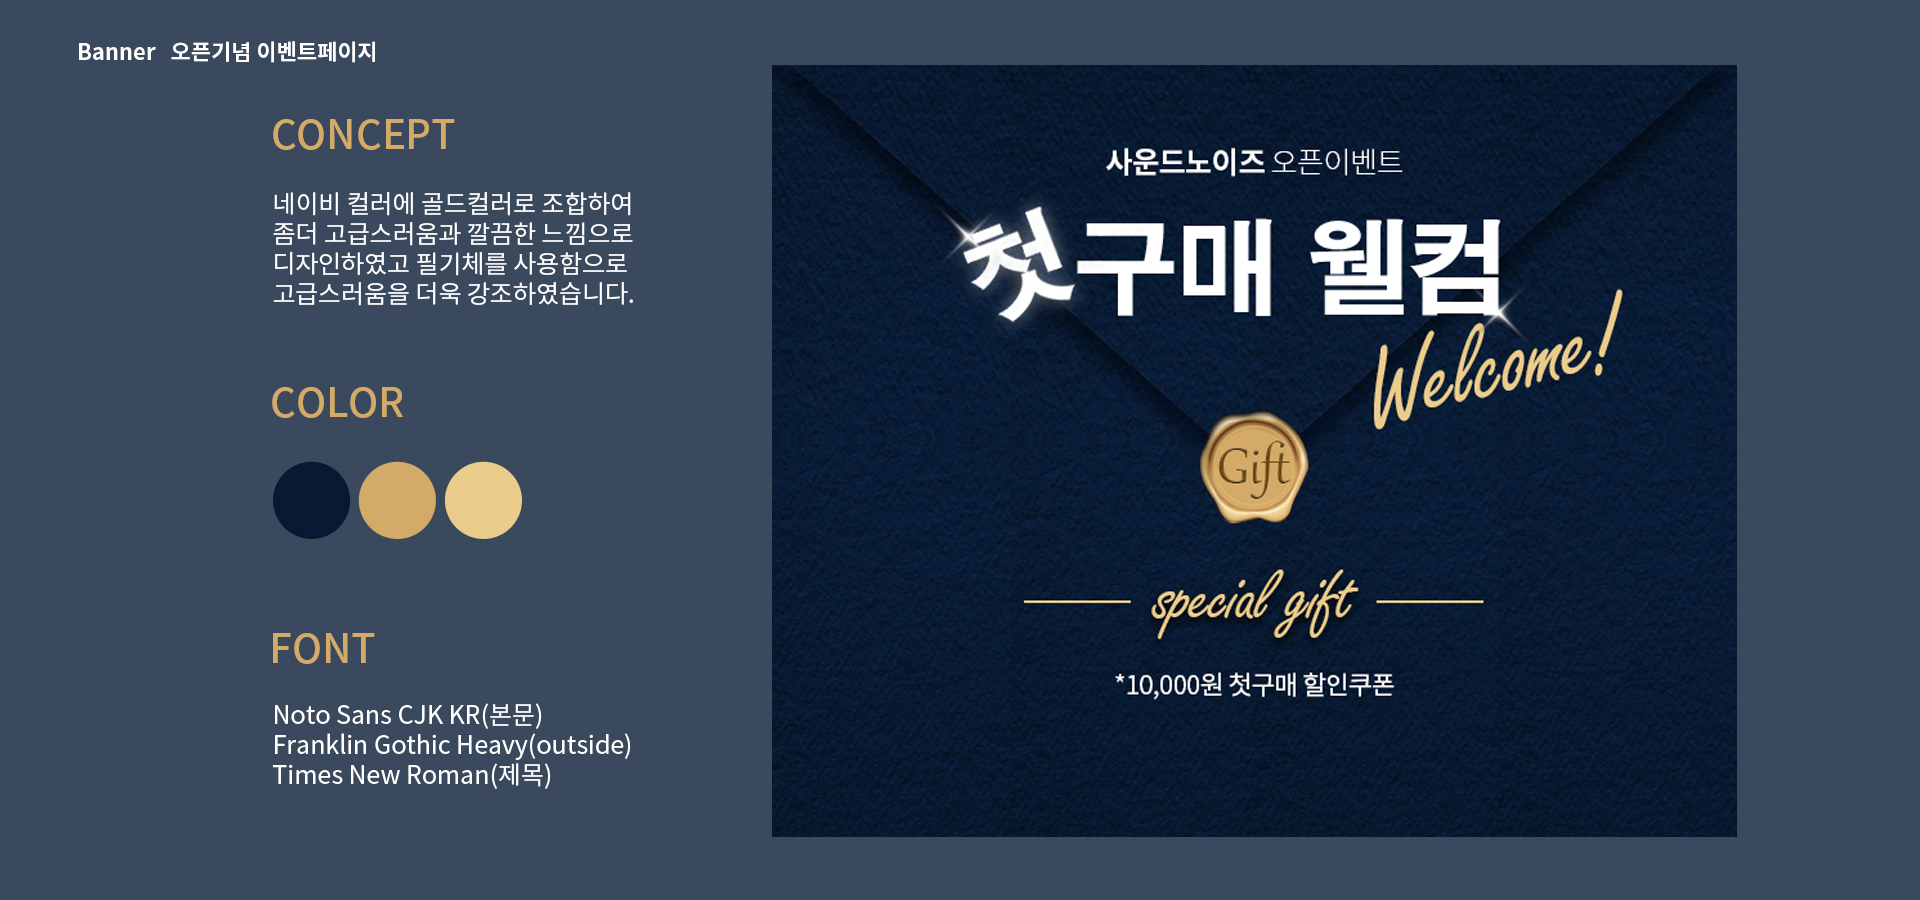 Banner 오픈기념 이벤트페이지
CONCEPT
네이비 컬러에 골드컬러로 조합하여
좀더 고급스러움과 깔끔한 느낌으로
디자인하였고 필기체를 사용함으로
고급스러움을 더욱 강조하였습니다.
COLOR
FONT
Noto Sans CJK KR(본문)
Franklin Gothic Heavy(outside)
Times New Roman(제목)
사운드노이즈 오픈이벤트
첫구매 웰컴
Welcome!
Gift
special gift
*10,000원 첫구매 할인쿠폰